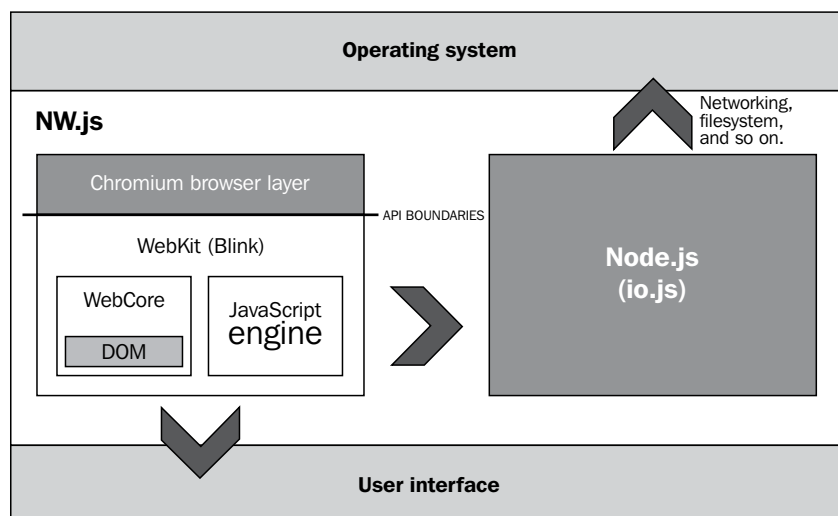 Operating system
NW.js
Networking,
filesystem,
and so on.
Chromium browser layer
API BOUNDARIES
WebKit (Blink)
WebCore
DOM
JavaScript
engine
Node.js
(io.js)
User interface